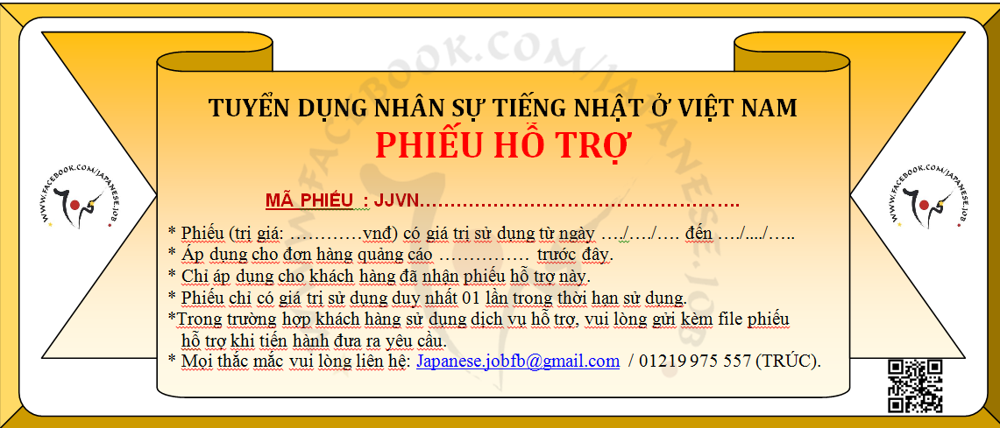 WWW.FACEBOOK.COM/JAPANESE.JOB
TUYỂN DỤNG NHÂN SỰ TIẾNG NHẬT Ở VIỆT NAM
PHIẾU HỖ TRỢ
WWW.FACEBOOK.COM/JAPANESE.JOB
WWW.FACEBOOK.COM/JAPANESE.JOB
MÃ PHIẾU : JJVN……………………………………………
* Phiếu (trị giá: …………vnđ) có giá trị sử dụng từ ngày …./…./…. đến …./..../…..
* Áp dụng cho đơn hàng quảng cáo …………… trước đây.
* Chỉ áp dụng cho khách hàng đã nhận phiếu hỗ trợ này.
* Phiếu chỉ có giá trị sử dụng duy nhất 01 lần trong thời hạn sử dụng.
*Trong trường hợp khách hàng sử dụng dịch vụ hỗ trợ, vui lòng gửi kèm file phiếu
hỗ trợ khi tiến hành đưa ra yêu cầu.
* Mọi thắc mắc vui lòng liên hệ: Japanese.jobfb@gmail.com / 01219 975 557 (TRÚC).